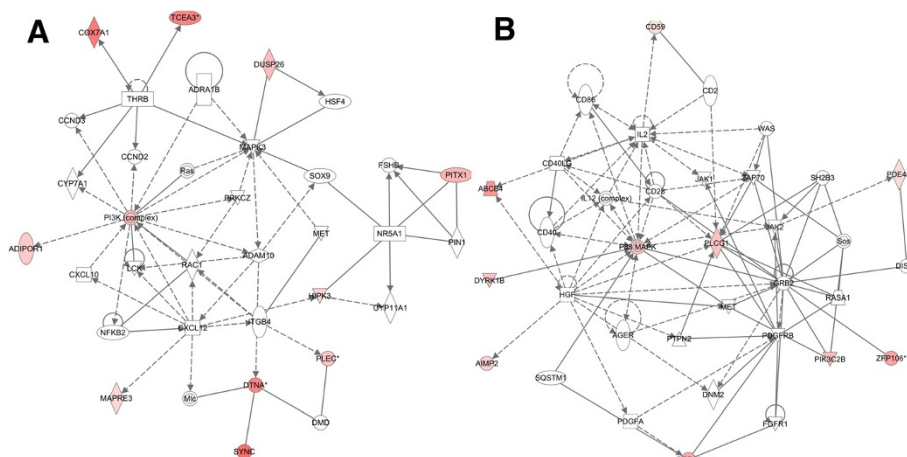 A
B
TCEA3*
COX7A1
CD59
DUSP26
THRB
ADRA1B
HSF4
CD86
CD2
CCND3
CCND2
MAPK3
IL2
WAS
Ras
SOX9
FSHB
PITX1
CYP7A1
PRKCZ
CD40LG
JAK1
ZAP70
SH2B3
PDE4
ABCB4
IL12 (complex)
CD28
PI3K (complex)
MET
NR5A1
PIN1
CD40
JAK2
ADIPOR1
P38 MAPK
PLCG1
Sos
LCK
RAC1
ADAM10
CXCL10
DIS
DYRK1B
HGF
GRB2
HIPK3
CYP11A1
MET
RASA1
NFKB2
CXCL12
ITGB4
AGER
PTPN2
PDGFRB
PLEC*
AIMP2
PIK3C2B
ZFP106*
DTNA*
SQSTM1
MAPRE3
Mlc
DNM2
DMD
PDGFA
FGFR1
SYNC